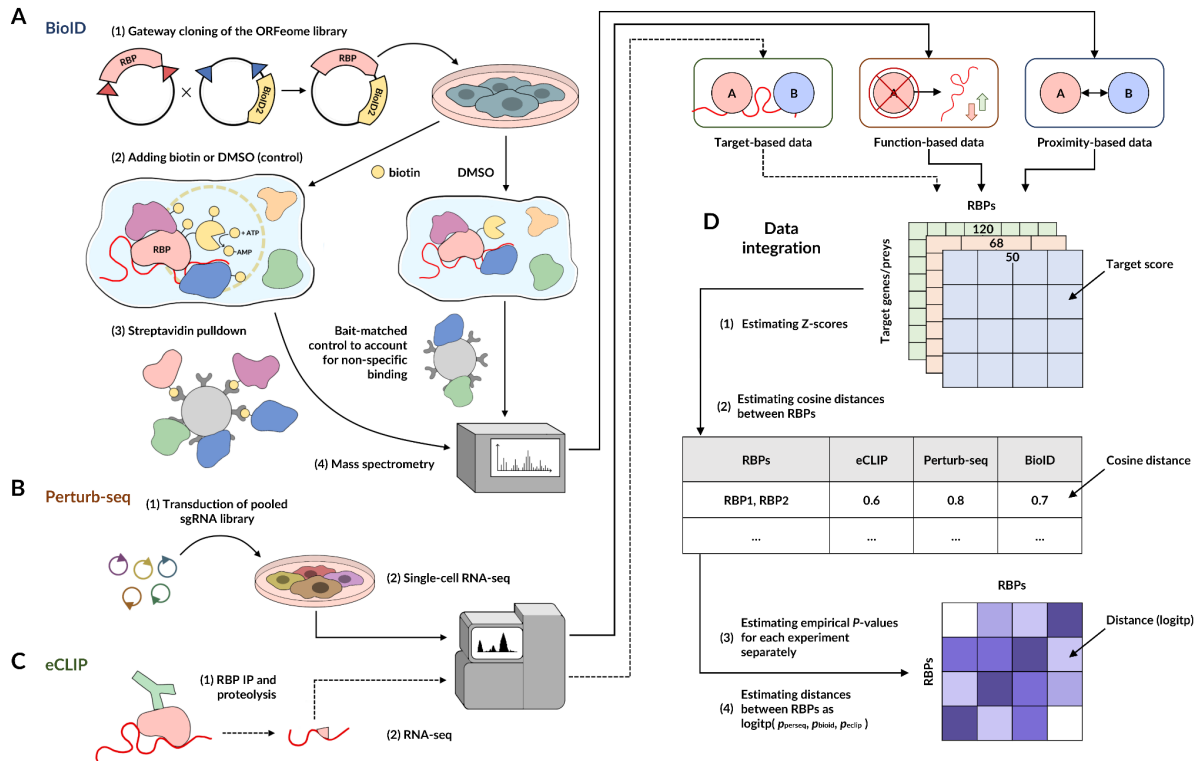 A
BioID
(1) Gateway cloning of the ORFeome library
RBP
BioID2
RBP
BioID2
(2) Adding biotin or DMSO (control)
biotin
DMSO
RBP
+ ATP
-AMP
(3) Streptavidin pulldown
Bait-matched
control to account
for non-specific
binding
(4) Mass spectrometry
B
Perturb-seq
(1) Transduction of pooled
sgRNA library
(2) Single-cell RNA-seq
C
eCLIP
(1) RBP IP and
proteolysis
(2) RNA-seq
A
B
A
A
B
Target-based data
Function-based data
Proximity-based data
D
Data
integration
RBPs
120
68
50
Target genes/preys
Target score
(1) Estimating Z-scores
(2) Estimating cosine distances
between RBPs
RBPs eCLIP Perturb-seq BioID
RBP1, RBP2 0.6 0.8 0.7
... ... ... ...
Cosine distance
(3) Estimating empirical P-values
for each experiment
separately
(4) Estimating distances
between RBPs as
logitp( pperseq, pbioid, peclip )
RBPs
RBPs
Distance (logitp)